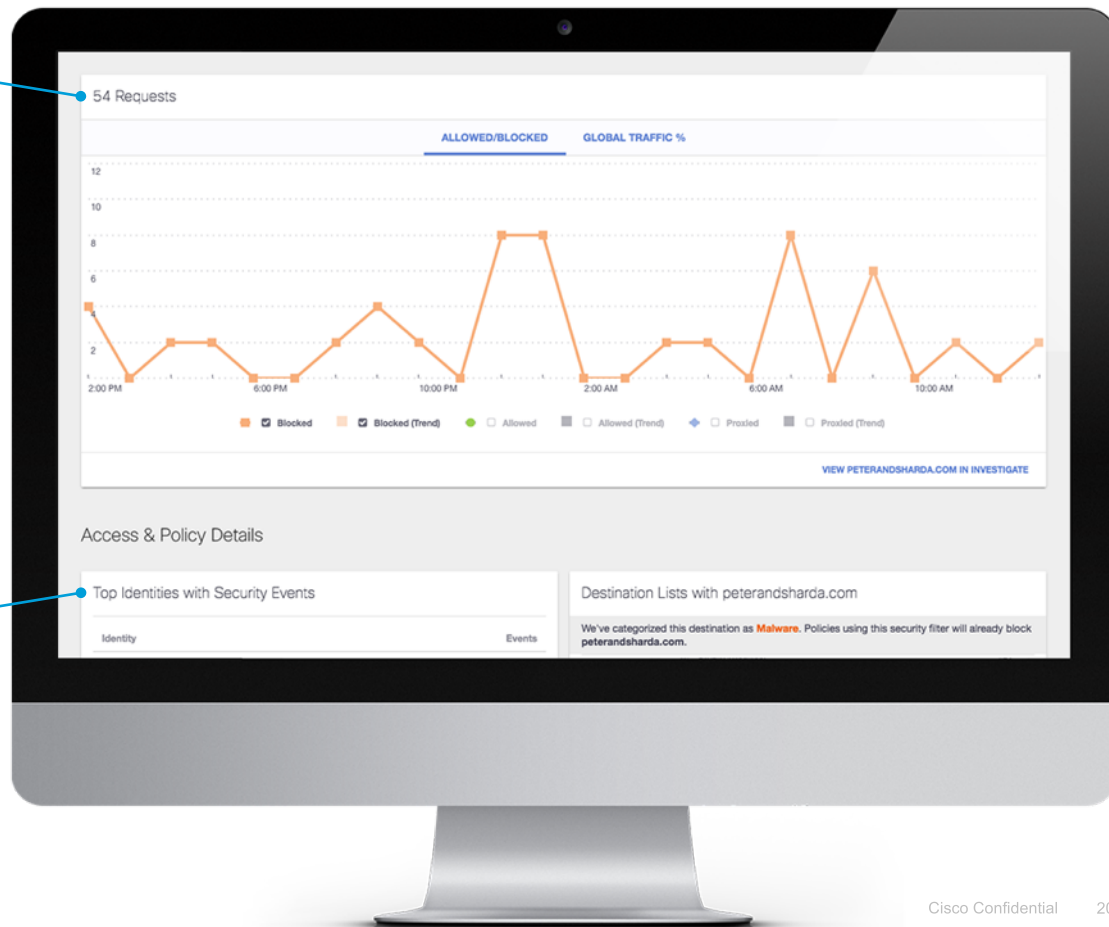 54 Requests
ALLOWED/BLOCKED GLOBAL TRAFFIC %
12
10
8
6
4
2
2:00 PM 6:00 PM 10:00 PM 2:00 AM 6:00 AM 10:00 AM
Blocked Blocked (Trend) Allowed Allowed (Trend) Proxied Proxied (Trend)
VIEW PETERANDSHARDA.COM IN INVESTIGATE
Access & Policy Details
Top Identities with Security Events
Identity Events
Destination Lists with peterandsharda.com
We've categorized this destination as Malware. Policies using this security filter will already block
peterandsharda.com.
Cisco Confidential 20